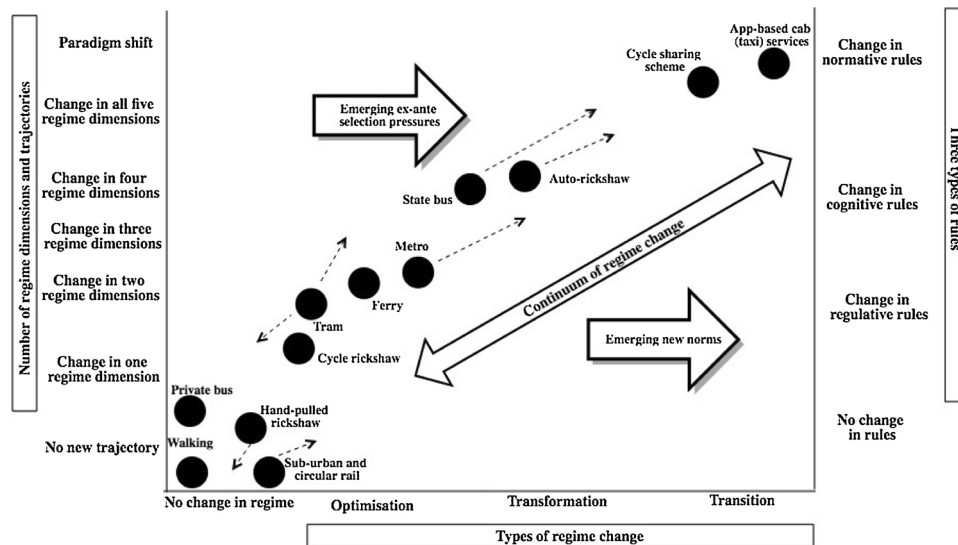 Number of regime dimensions and trajectories
Paradigm shift
Change in all five
regime dimensions
Change in four
regime dimensions
Change in three
regime dimensions
Change in two
regime dimensions
Change in one
regime dimension
No new trajectory
App-based cab
(taxi) services
Cycle sharing
scheme
Emerging ex-ante
selection pressures
State bus
Auto-rickshaw
Metro
Ferry
Tram
Cycle rickshaw
Continuum of regime change
Emerging new norms
Private bus
Hand-pulled
rickshaw
Walking
Sub-urban and
circular rail
Change in
normative rules
Change in
cognitive rules
Change in
regulative rules
No change
in rules
Three types of rules
No change in regime
Optimisation
Transformation
Transition
Types of regime change